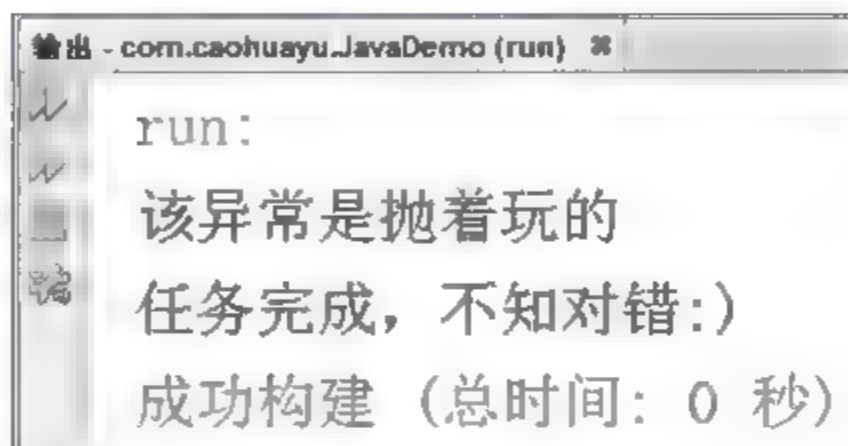 输出 - com.caohuayu.JavaDemo (run)
run:
该异常是抛着玩的
任务完成，不知对错:)
成功构建 (总时间: 0 秒)